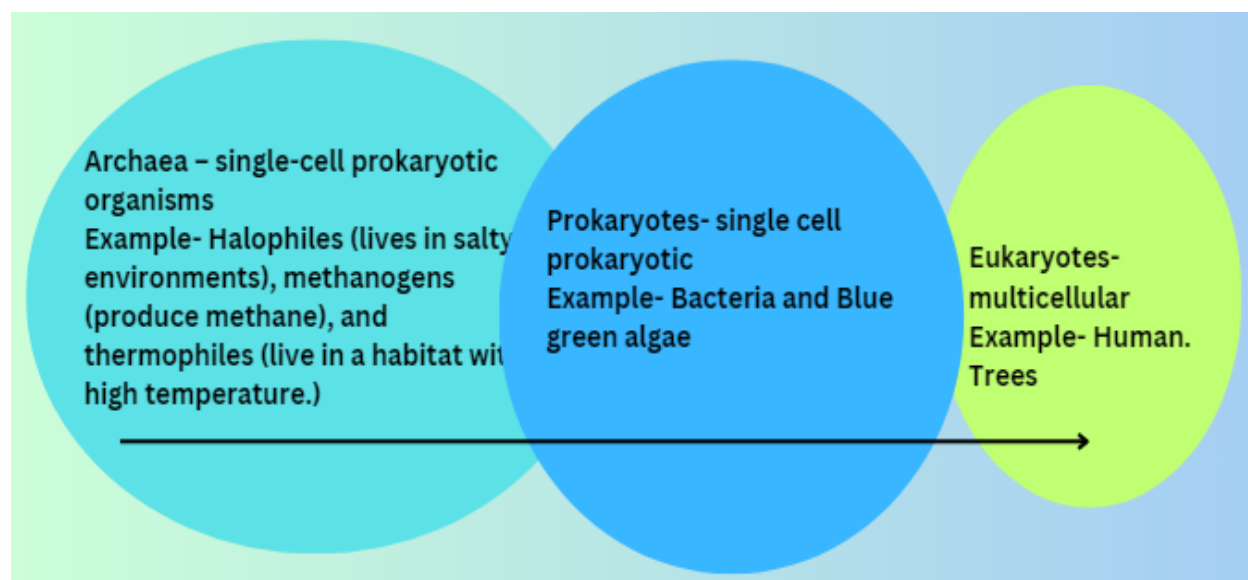 Archaea – single-cell prokaryotic
organisms
Example- Halophiles (lives in salty
environments), methanogens
(produce methane), and
thermophiles (live in a habitat wit
high temperature.)
Prokaryotes- single cell
prokaryotic
Example- Bacteria and Blue
green algae
Eukaryotes-
multicellular
Example- Human.
Trees